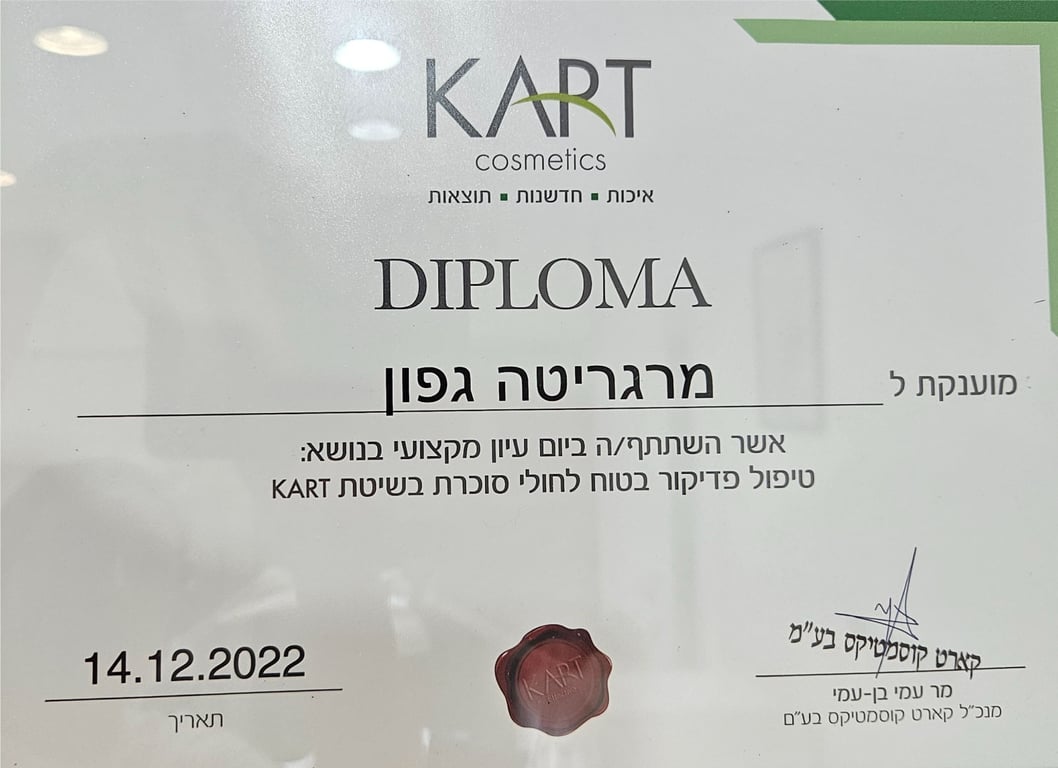 KART
cosmetics
איכות ▪ חדשנות ▪ תוצאות
DIPLOMA
מוענקת ל מרגריטה גפון
אשר השתתף/ה ביום עיון מקצועי בנושא:
טיפול פדיקור בטוח לחולי סוכרת בשיטת KART
קארט קוסמטיקס בע"מ
מר עמי בן-עמי
מנכ"ל קארט קוסמטיקס בע"מ
KART
14.12.2022
תאריך